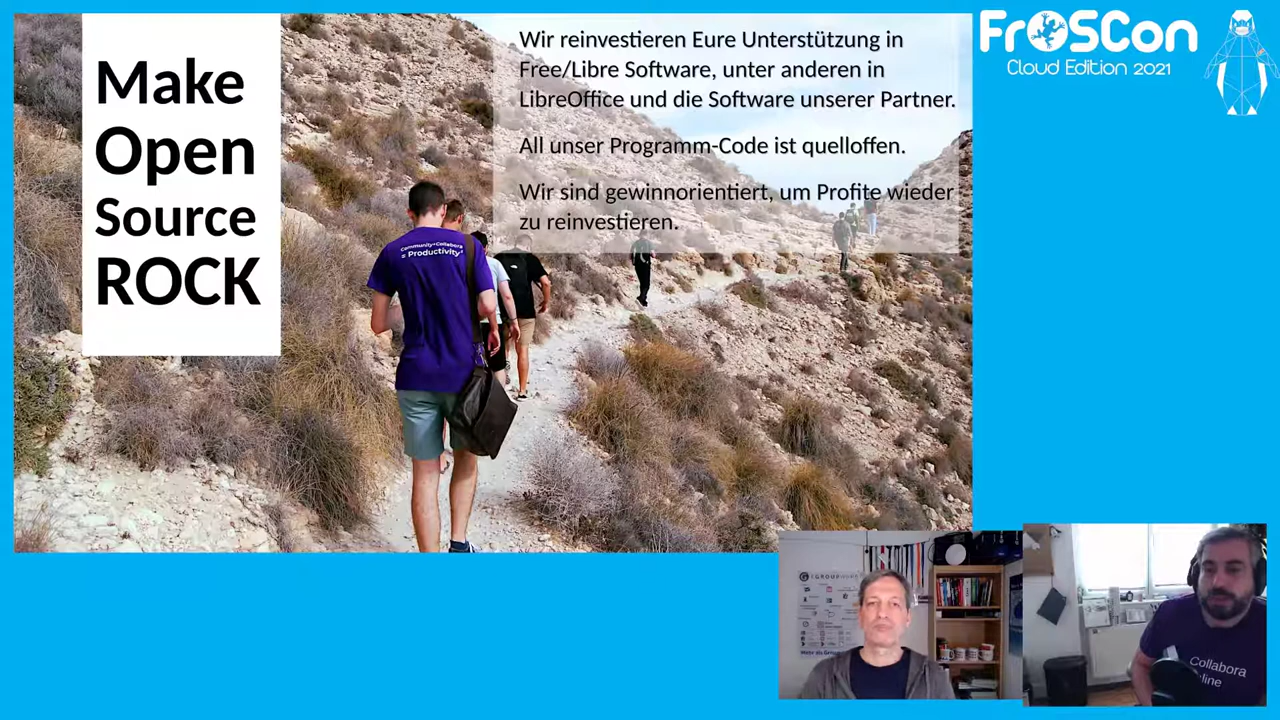 Make
Open
Source
ROCK
Wir reinvestieren Eure Unterstützung in
Free/Libre Software, unter anderen in
LibreOffice und die Software unserer Partner.
All unser Programm-Code ist quelloffen.
Wir sind gewinnorientiert, um Profite wieder
zu reinvestieren.
Community+Collabora
= Productivity²
FrOSCon
Cloud Edition 2021
Collabora